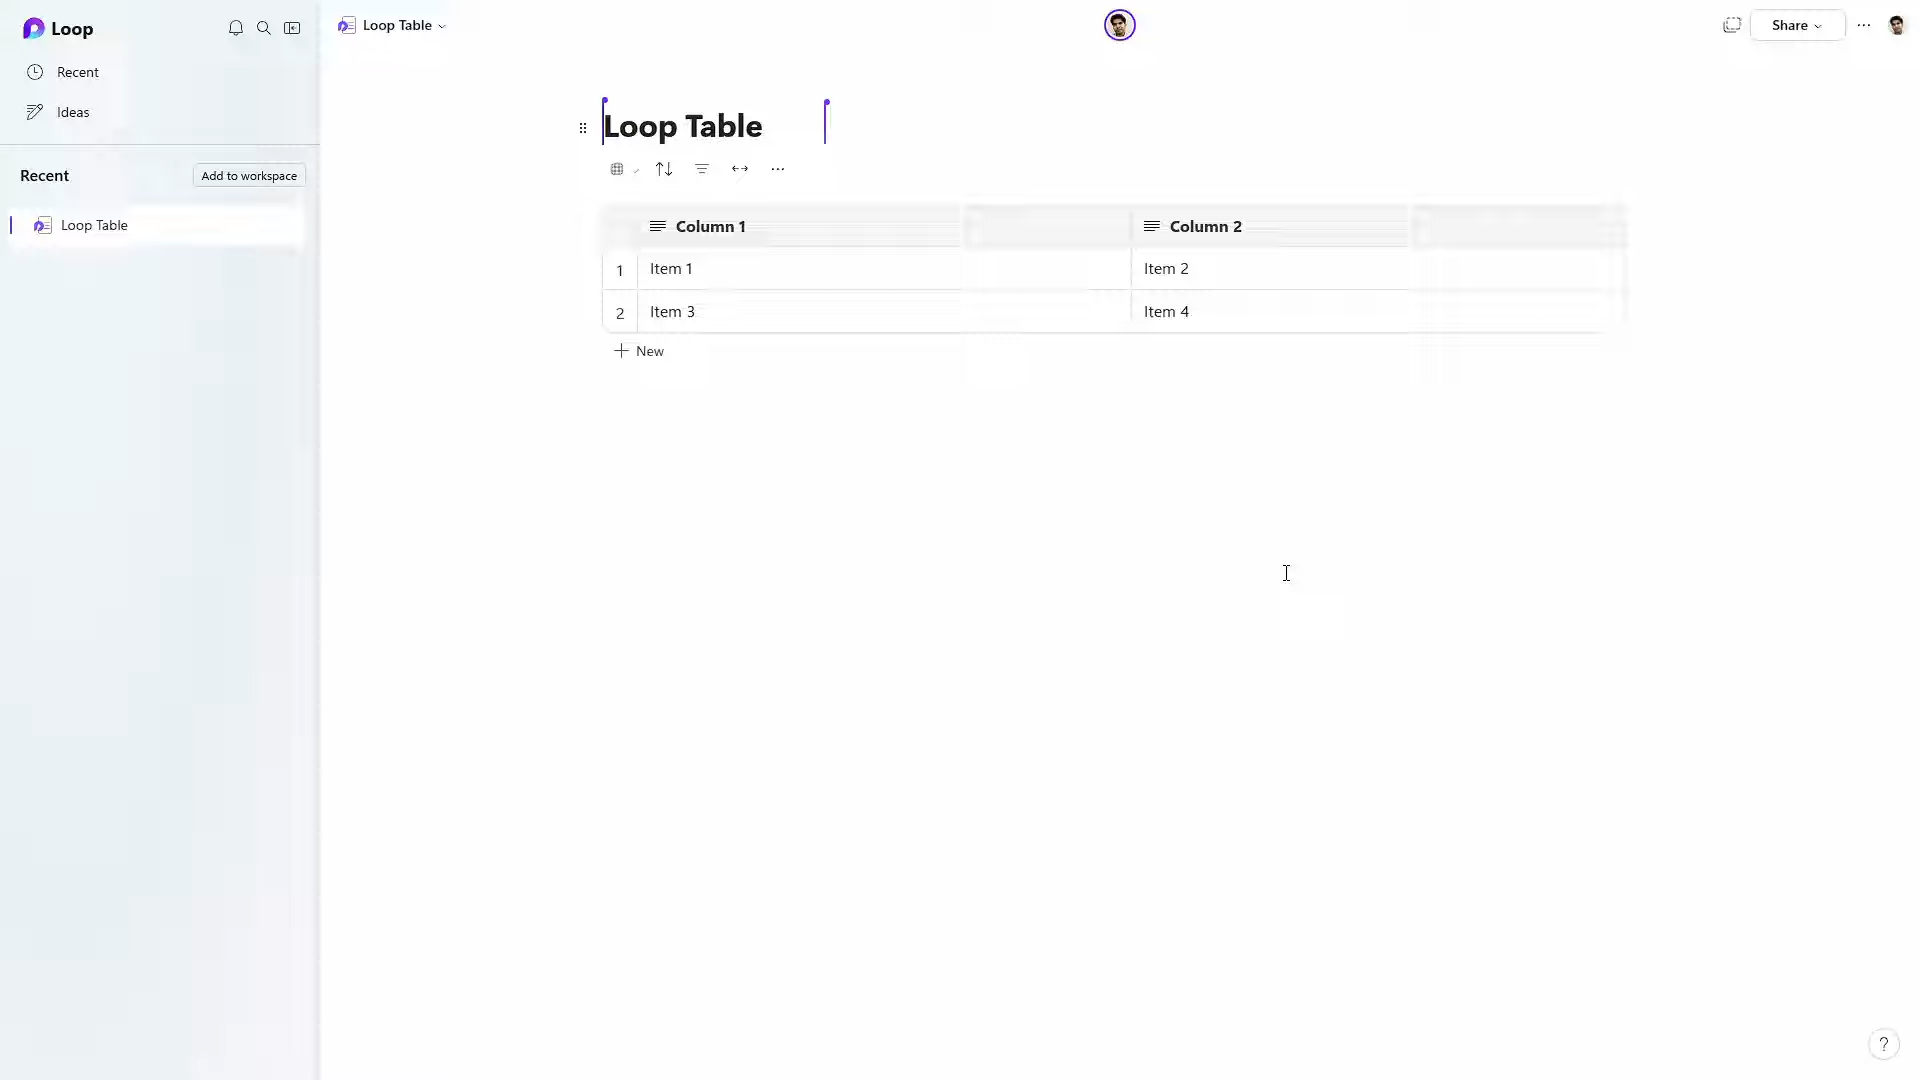 Loop
Recent
Ideas
Recent
Add to workspace
Loop Table
Loop Table
Share
Loop Table
Column 1
Column 2
1
Item 1
Item 2
2
Item 3
Item 4
New
?